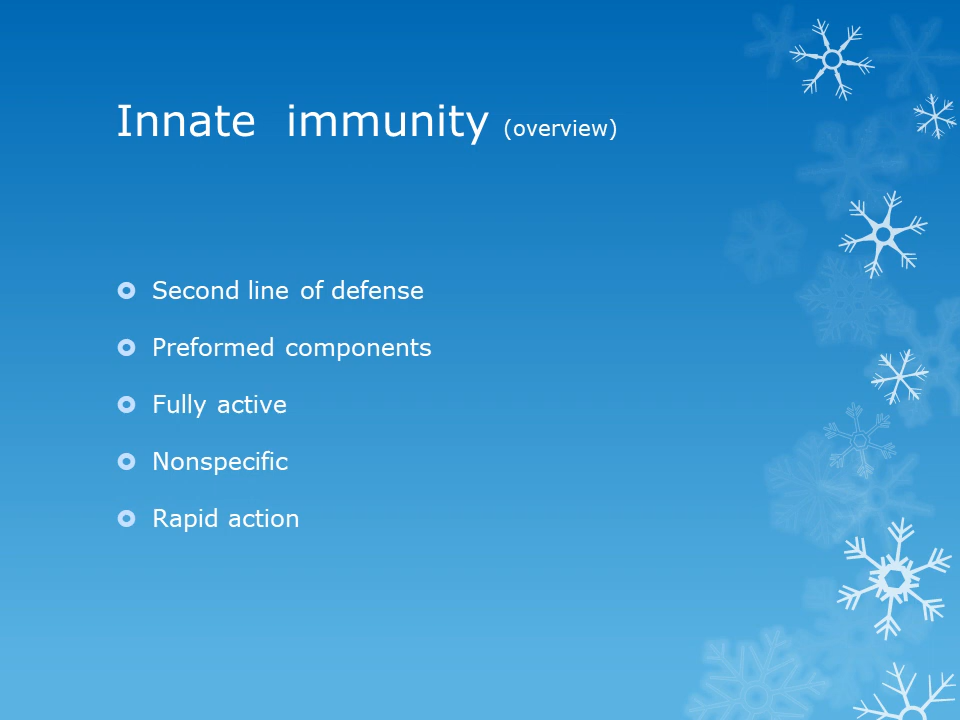 Innate immunity (overview)
Second line of defense
Preformed components
Fully active
Nonspecific
Rapid action